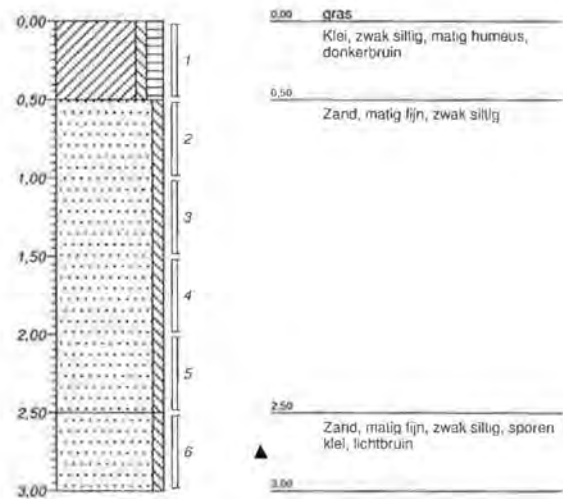 0,00
0,50
1,00
1,50
2,00
2,50
3,00
1
2
3
4
5
6
0.00 gras
Klei, zwak siltig, matig humeus,
donkerbruin
0.50
Zand, matig fijn, zwak siltig
2.50
Zand, matig fijn, zwak siltig, sporen
klei, lichtbruin
3.00